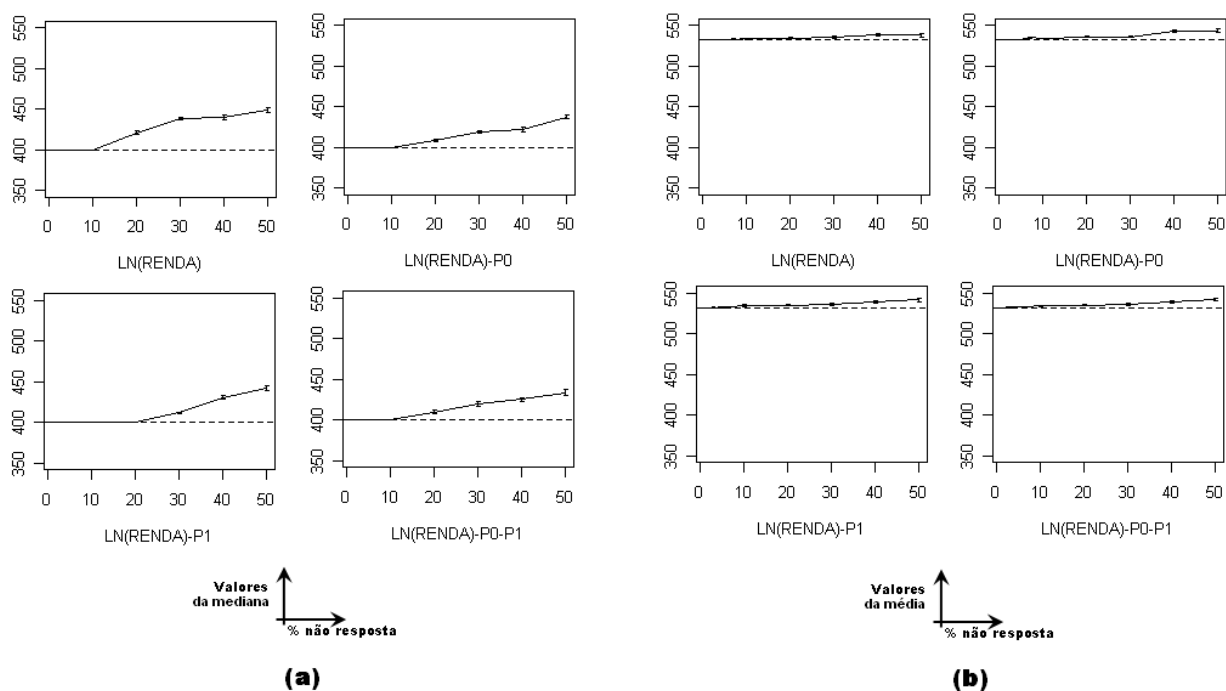 350 400 450 500 550
0 10 20 30 40 50
LN(RENDA)
350 400 450 500 550
0 10 20 30 40 50
LN(RENDA)-P0
350 400 450 500 550
0 10 20 30 40 50
LN(RENDA)-P1
350 400 450 500 550
0 10 20 30 40 50
LN(RENDA)-P0-P1
Valores
da mediana
% não resposta
(a)
350 400 450 500 550
0 10 20 30 40 50
LN(RENDA)
350 400 450 500 550
0 10 20 30 40 50
LN(RENDA)-P0
350 400 450 500 550
0 10 20 30 40 50
LN(RENDA)-P1
350 400 450 500 550
0 10 20 30 40 50
LN(RENDA)-P0-P1
Valores
da média
% não resposta
(b)